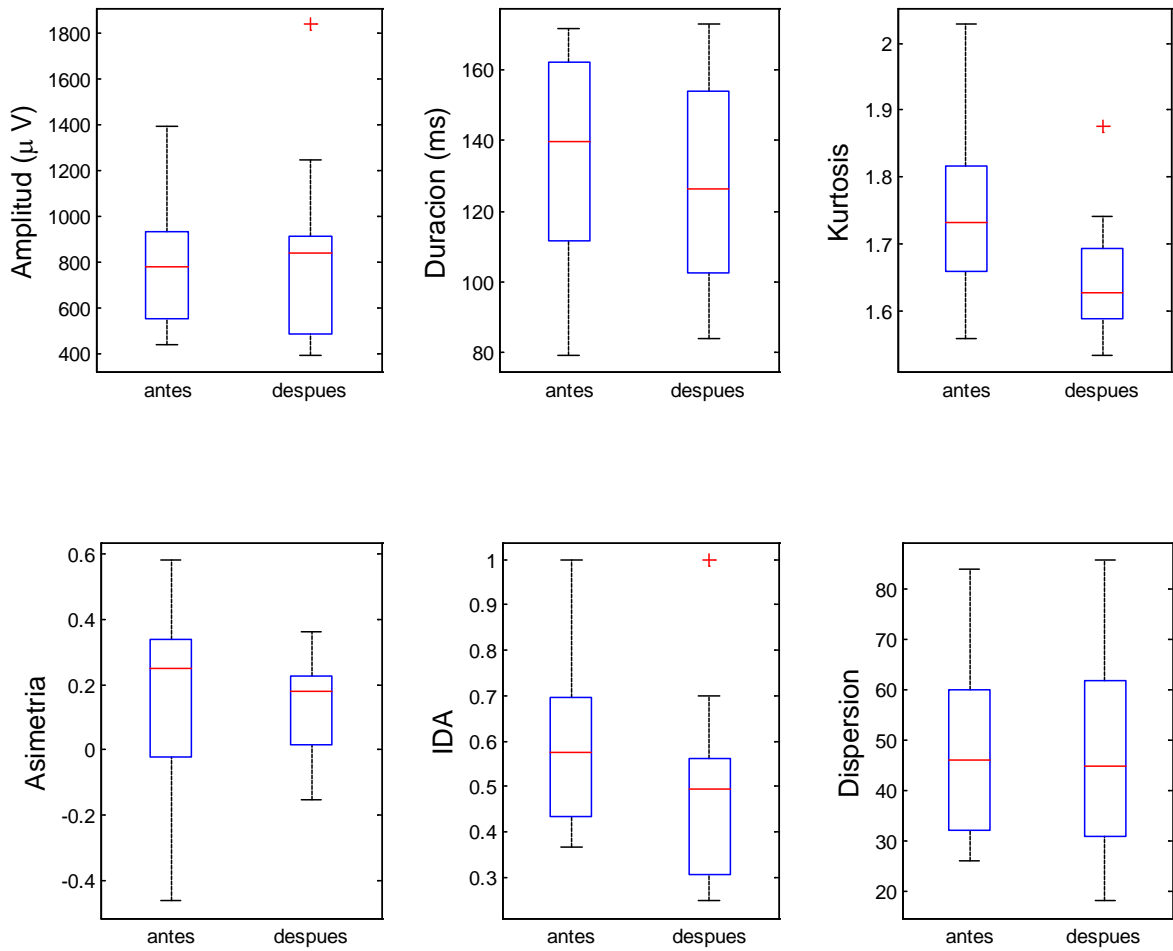 Amplitud (μ V)
1800
1600
1400
1200
1000
800
600
400
antes
despues
Duracion (ms)
160
140
120
100
80
antes
despues
Kurtosis
2
1.9
1.8
1.7
1.6
antes
despues
Asimetria
0.6
0.4
0.2
0
-0.2
-0.4
antes
despues
IDA
1
0.9
0.8
0.7
0.6
0.5
0.4
0.3
antes
despues
Dispersion
80
70
60
50
40
30
20
antes
despues